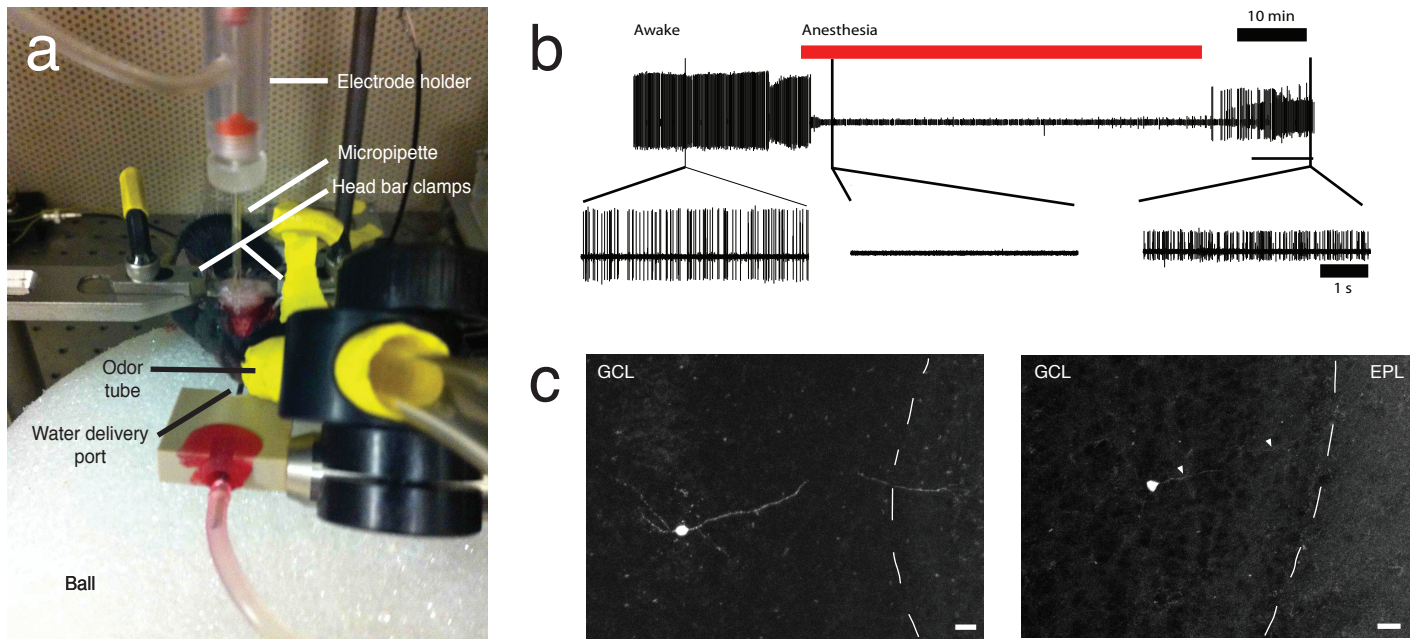 a
Electrode holder
Micropipette
Head bar clamps
Odor
tube
Water delivery
port
Ball
b
Awake
Anesthesia
10 min
1 s
c
GCL
GCL
EPL